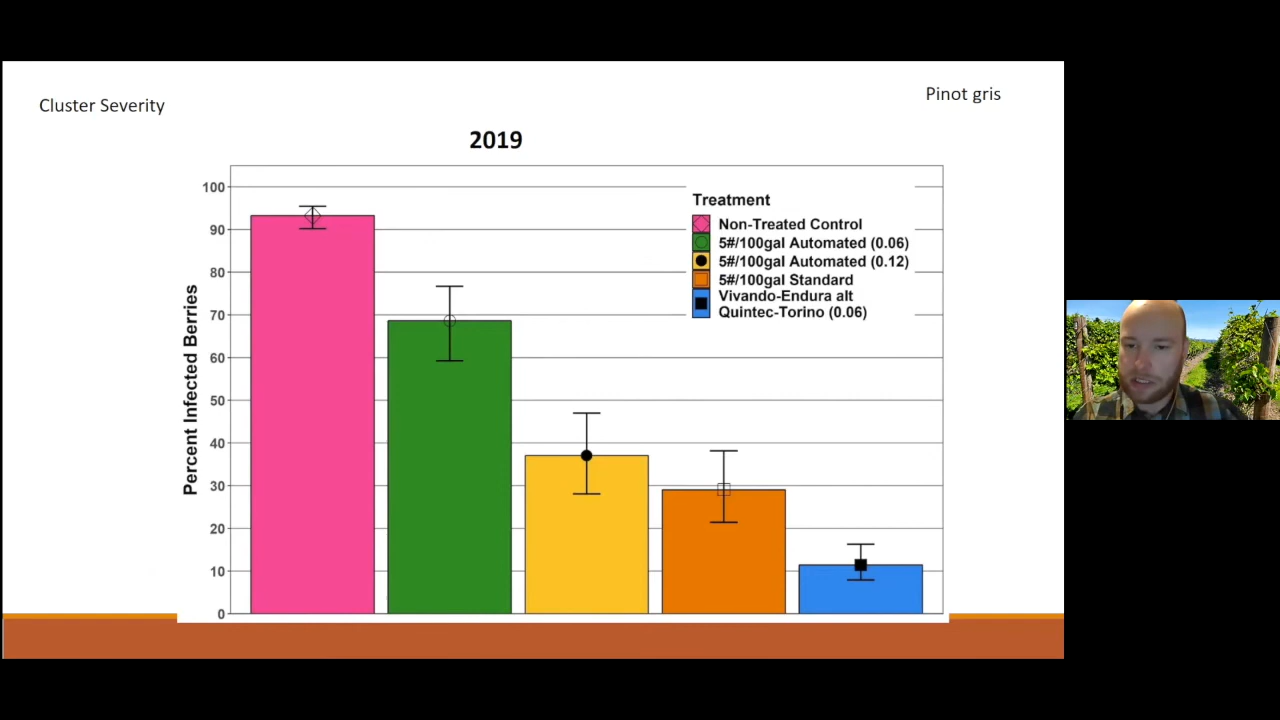 Cluster Severity
Pinot gris
2019
Percent Infected Berries
100
90
80
70
60
50
40
30
20
10
0
Treatment
Non-Treated Control
5#/100gal Automated (0.06)
5#/100gal Automated (0.12)
5#/100gal Standard
Vivando-Endura alt
Quintec-Torino (0.06)